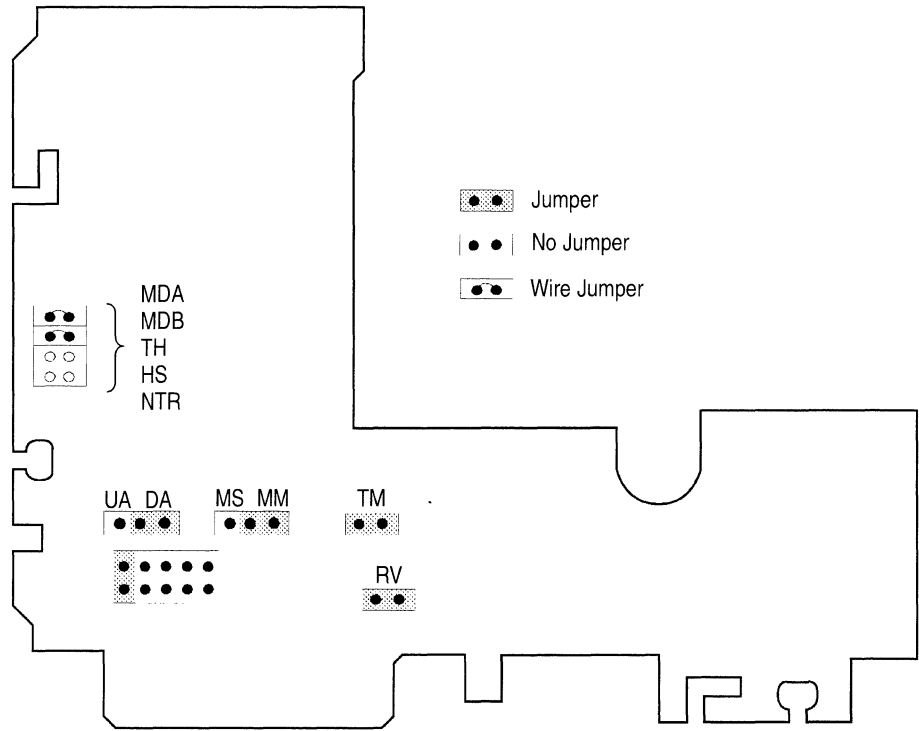 Jumper
No Jumper
Wire Jumper
MDA
MDB
TH
HS
NTR
UA DA
MS MM
TM
RV